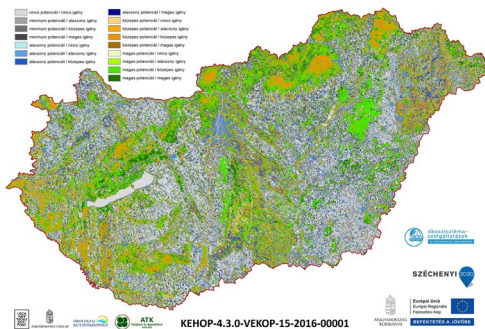 nincs potenciál / nincs igény
minimum potenciál / alacsony igény
minimum potenciál / közepes igény
minimum potenciál / magas igény
alacsony potenciál / nincs igény
alacsony potenciál / alacsony igény
alacsony potenciál / közepes igény
alacsony potenciál / magas igény
közepes potenciál / nincs igény
közepes potenciál / alacsony igény
közepes potenciál / közepes igény
közepes potenciál / magas igény
magas potenciál / nincs igény
magas potenciál / alacsony igény
magas potenciál / közepes igény
magas potenciál / magas igény
ökoszisztéma-
szolgáltatások
SZÉCHENYI 2020
ATK
KEHOP-4.3.0-VEKOP-15-2016-00001
MAGYARORSZÁG
KORMÁNYA
Európai Unió
Európai Regionális
Fejlesztési Alap
BEFEKTETÉS A JÖVŐBE